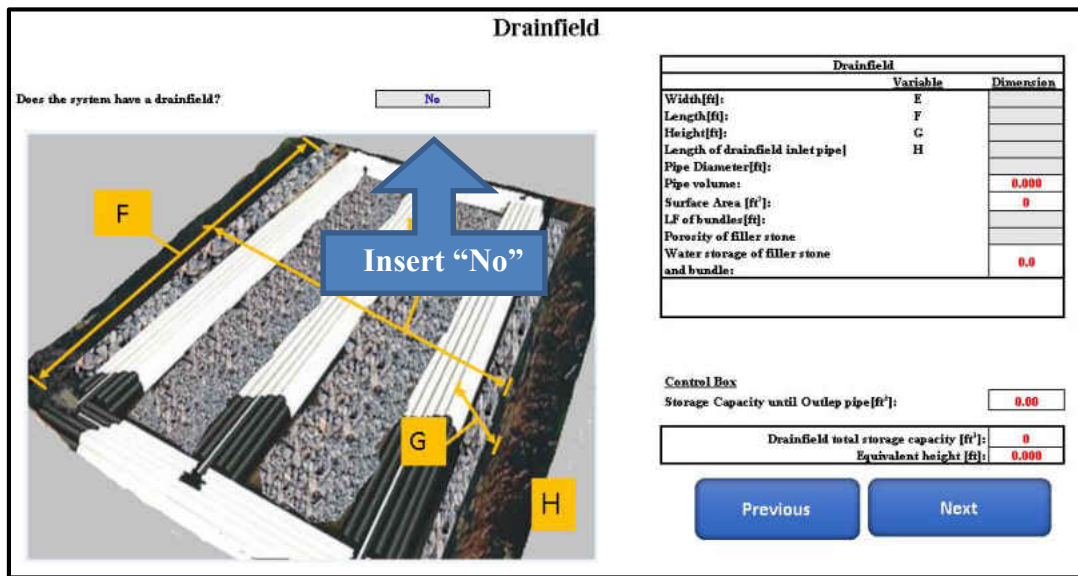 Drainfield
Does the system have a drainfield? No
F
Insert “No”
G
H
Drainfield
Variable Dimension
Width[ft]: E
Length[ft]: F
Height[ft]: G
Length of drainfield inlet pipe[ H
Pipe Diameter[ft]:
Pipe volume: 0.000
Surface Area [ft²]: 0
LF of bundles[ft]:
Porosity of filler stone
Water storage of filler stone
and bundle: 0.0
Control Box
Storage Capacity until Outlep pipe[ft³]: 0.00
Drainfield total storage capacity [ft³]: 0
Equivalent height [ft]: 0.000
Previous Next